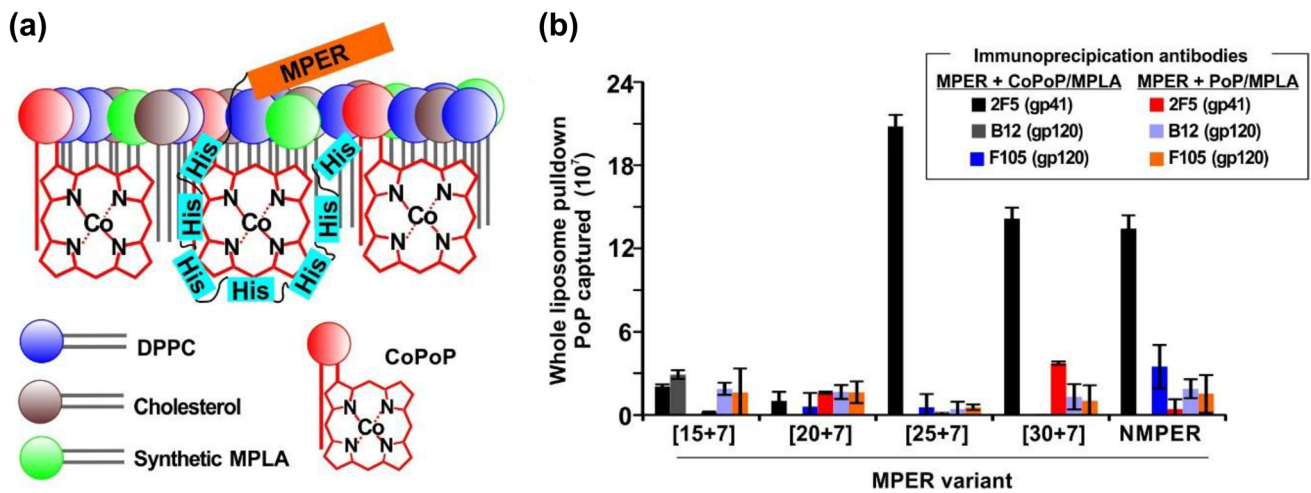 (a)
MPER
His
His
His
His
His
His
His
N
N
Co
N
N
N
N
Co
N
N
N
N
Co
N
N
DPPC
Cholesterol
Synthetic MPLA
CoPoP
N
N
Co
N
N
(b)
Immunoprecipication antibodies
MPER + CoPoP/MPLA
MPER + PoP/MPLA
2F5 (gp41)
2F5 (gp41)
B12 (gp120)
B12 (gp120)
F105 (gp120)
F105 (gp120)
Whole liposome pulldown
PoP captured (10⁷)
24
18
12
6
0
[15+7]
[20+7]
[25+7]
[30+7]
NMPER
MPER variant